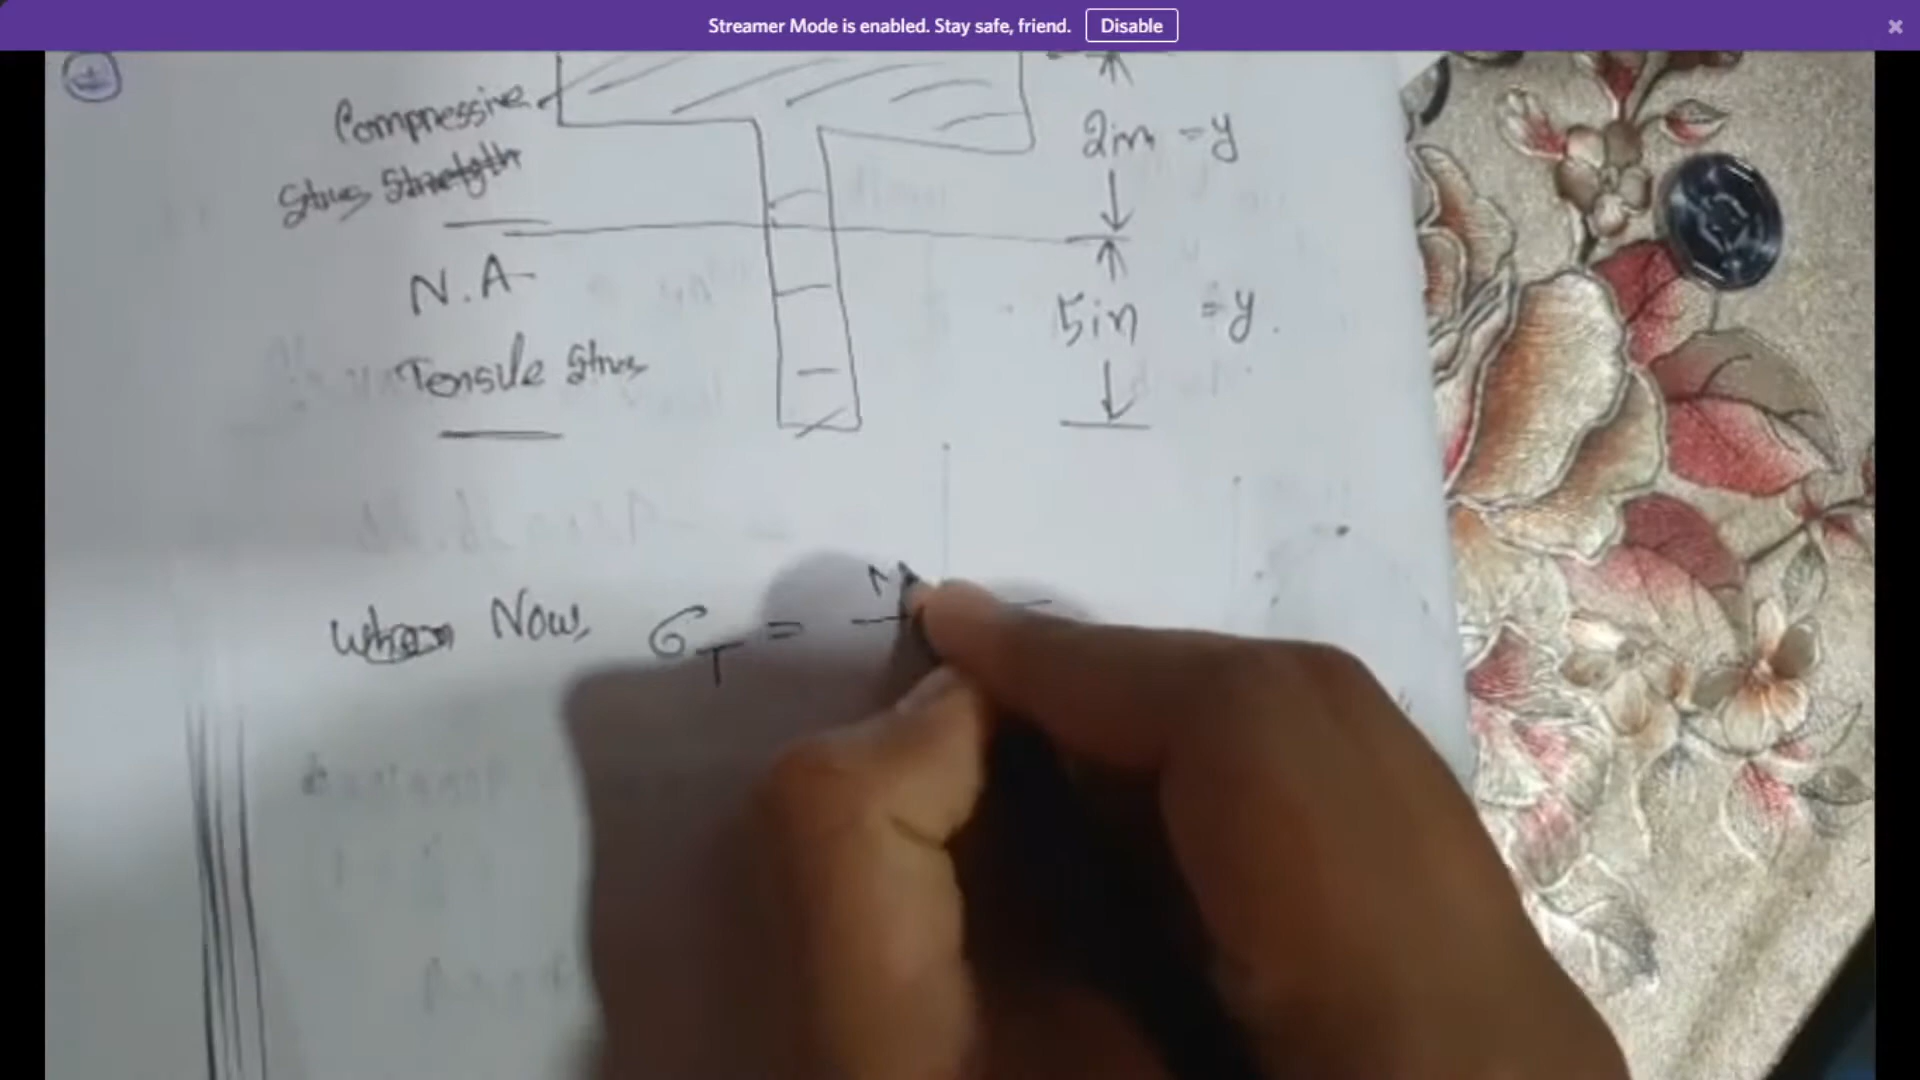 Streamer Mode is enabled. Stay safe, friend. Disable
Compressive
2in = y
Stress
N.A
5in = y.
Tensile Stress
Now, σT = M